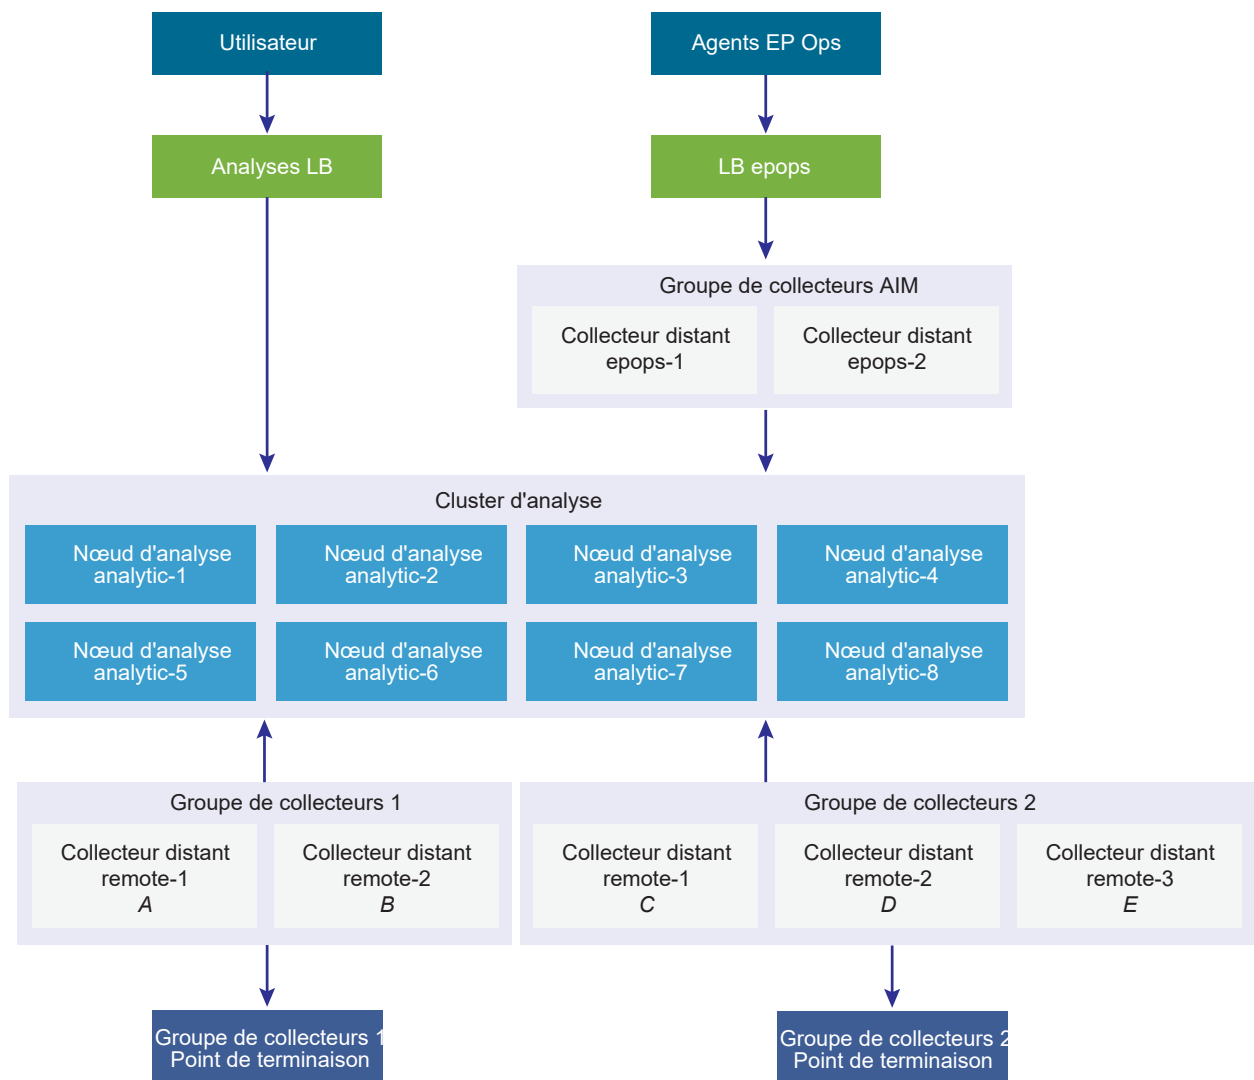 Utilisateur
Agents EP Ops
Analyses LB
LB epops
Groupe de collecteurs AIM
Collecteur distant
epops-1
Collecteur distant
epops-2
Cluster d'analyse
Nœud d'analyse
analytic-1
Nœud d'analyse
analytic-2
Nœud d'analyse
analytic-3
Nœud d'analyse
analytic-4
Nœud d'analyse
analytic-5
Nœud d'analyse
analytic-6
Nœud d'analyse
analytic-7
Nœud d'analyse
analytic-8
Groupe de collecteurs 1
Collecteur distant
remote-1
A
Collecteur distant
remote-2
B
Groupe de collecteurs 2
Collecteur distant
remote-1
C
Collecteur distant
remote-2
D
Collecteur distant
remote-3
E
Groupe de collecteurs 1
Point de terminaison
Groupe de collecteurs 2
Point de terminaison